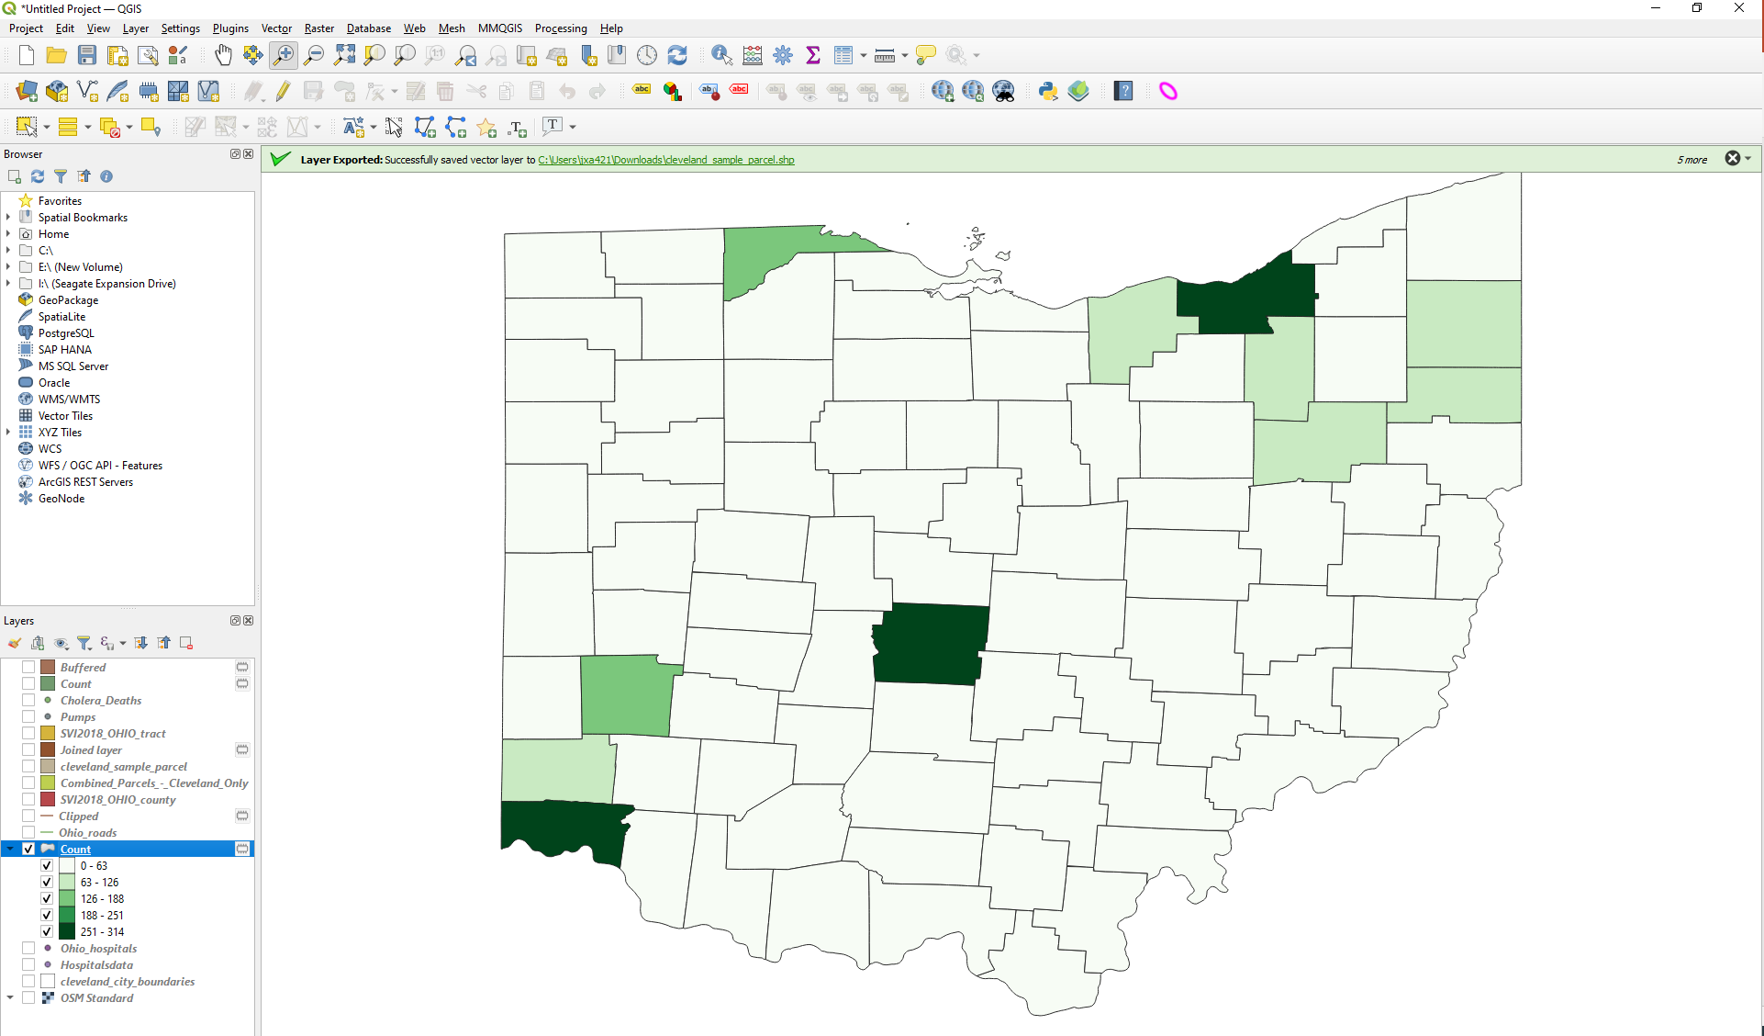 *Untitled Project — QGIS
Project Edit View Layer Settings Plugins Vector Raster Database Web Mesh MMQGIS Processing Help
abc abc abc
T T ?
Browser
Layer Exported: Successfully saved vector layer to C:\Users\jxa421\Downloads\cleveland_sample_parcel.shp 5 more
Favorites
Spatial Bookmarks
Home
C:\
E:\ (New Volume)
I:\ (Seagate Expansion Drive)
GeoPackage
SpatiaLite
PostgreSQL
SAP HANA
MS SQL Server
Oracle
WMS/WMTS
Vector Tiles
XYZ Tiles
WCS
WFS / OGC API - Features
ArcGIS REST Servers
GeoNode
Layers
Buffered
Count
Cholera_Deaths
Pumps
SVI2018_OHIO_tract
Joined layer
cleveland_sample_parcel
Combined_Parcels_-_Cleveland_Only
SVI2018_OHIO_county
Clipped
Ohio_roads
Count
0 - 63
63 - 126
126 - 188
188 - 251
251 - 314
Ohio_hospitals
Hospitalsdata
cleveland_city_boundaries
OSM Standard